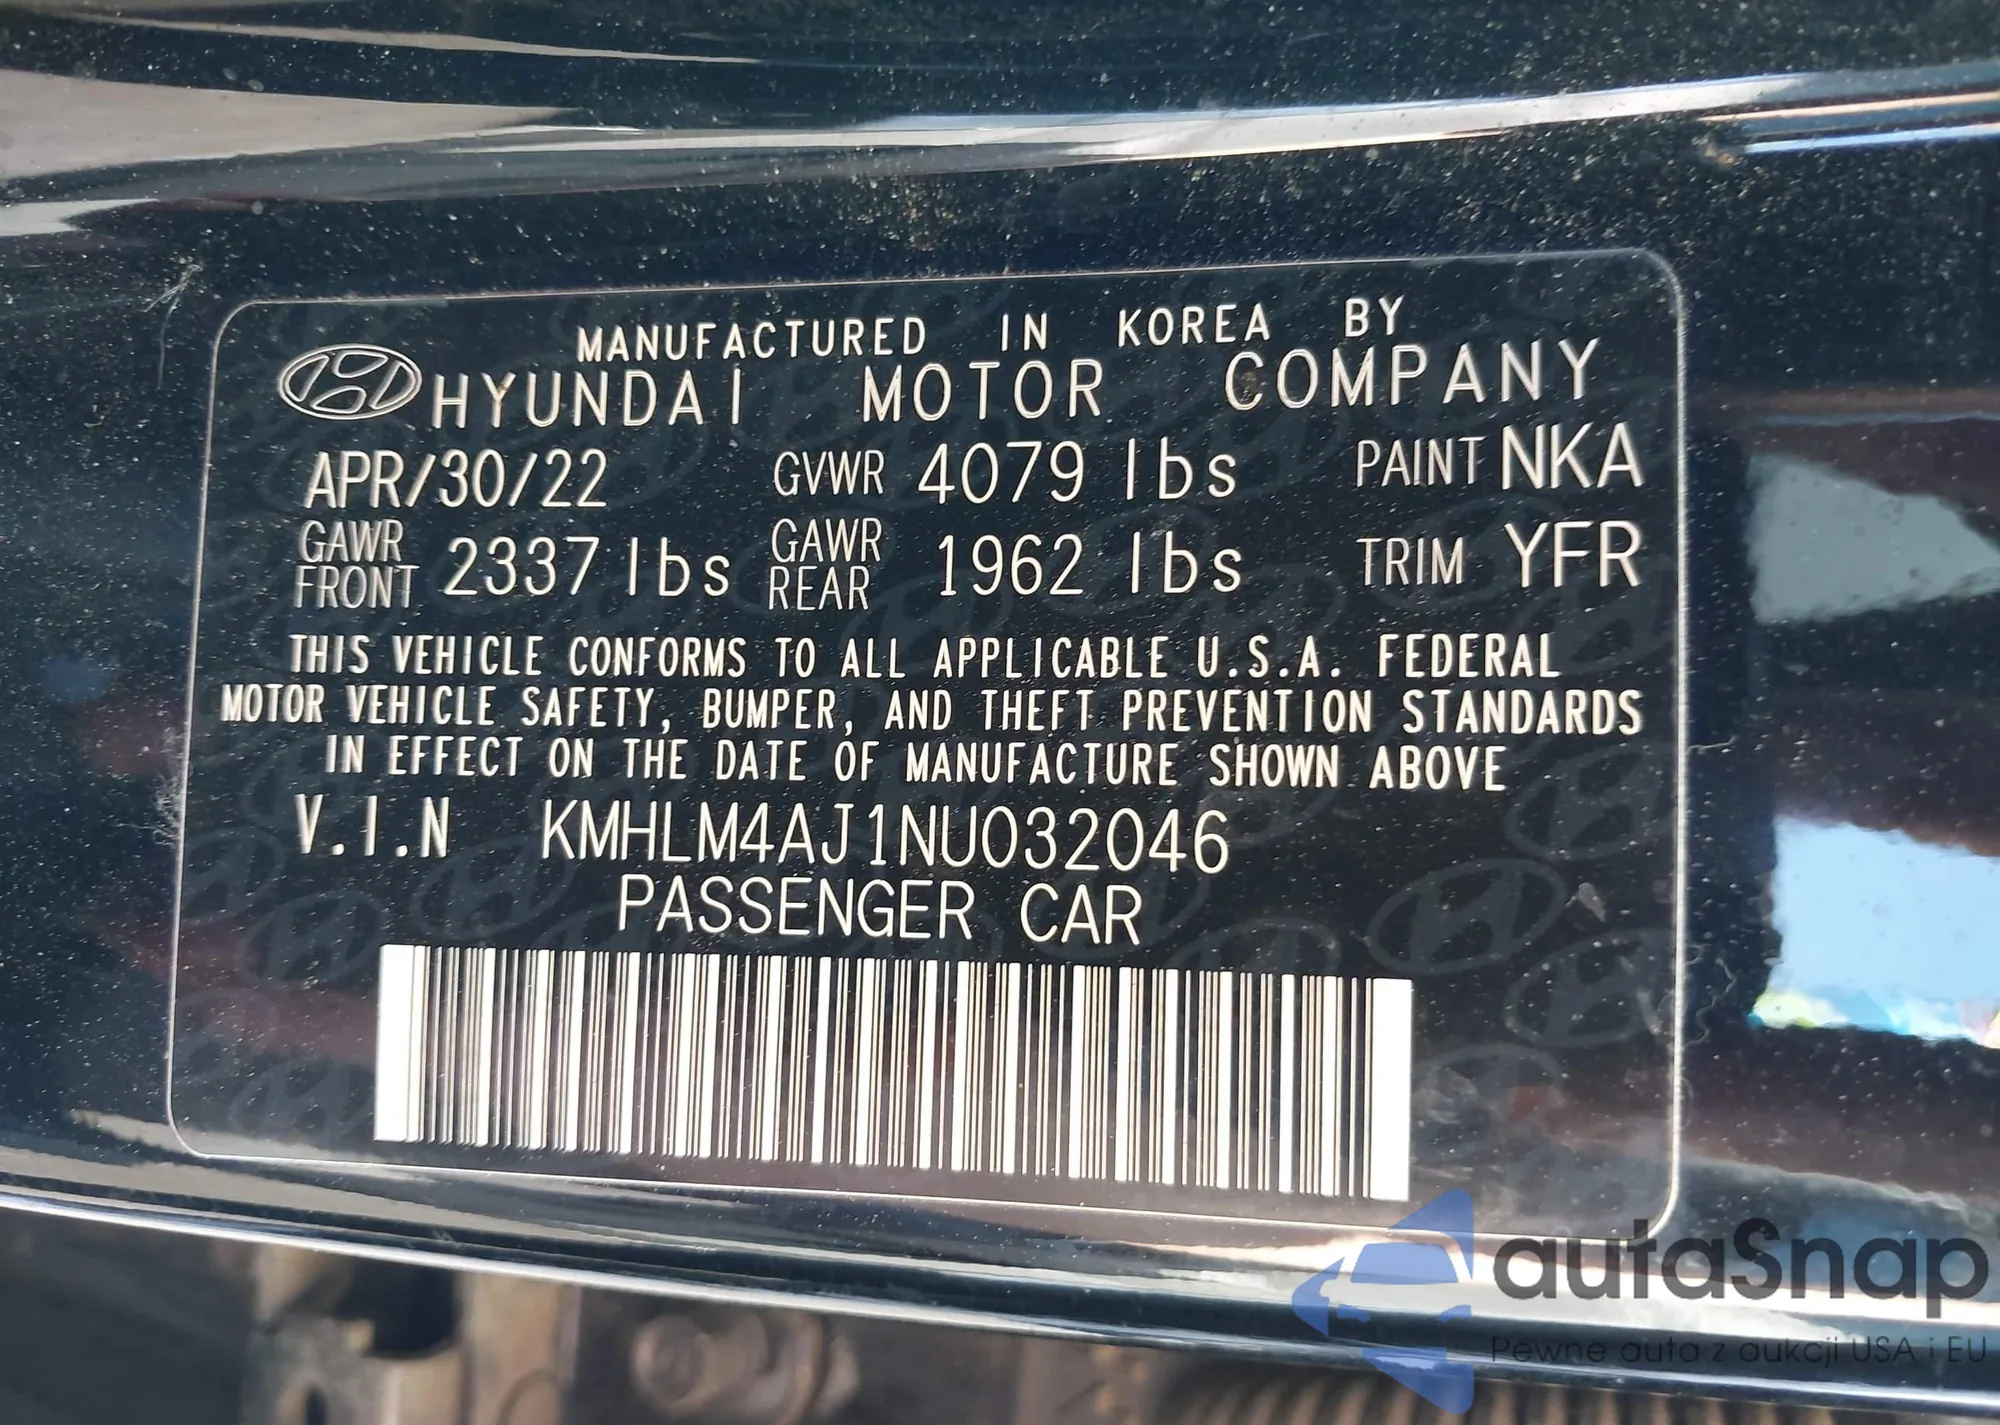 MANUFACTURED IN KOREA BY
HYUNDAI MOTOR COMPANY
APR/30/22 GVWR 4079 lbs PAINT NKA
GAWR FRONT 2337 lbs GAWR REAR 1962 lbs TRIM YFR
THIS VEHICLE CONFORMS TO ALL APPLICABLE U.S.A. FEDERAL
MOTOR VEHICLE SAFETY, BUMPER, AND THEFT PREVENTION STANDARDS
IN EFFECT ON THE DATE OF MANUFACTURE SHOWN ABOVE
V.I.N KMHLM4AJ1NU032046
PASSENGER CAR
autaSnap
Pewne auta z aukcji USA i EU